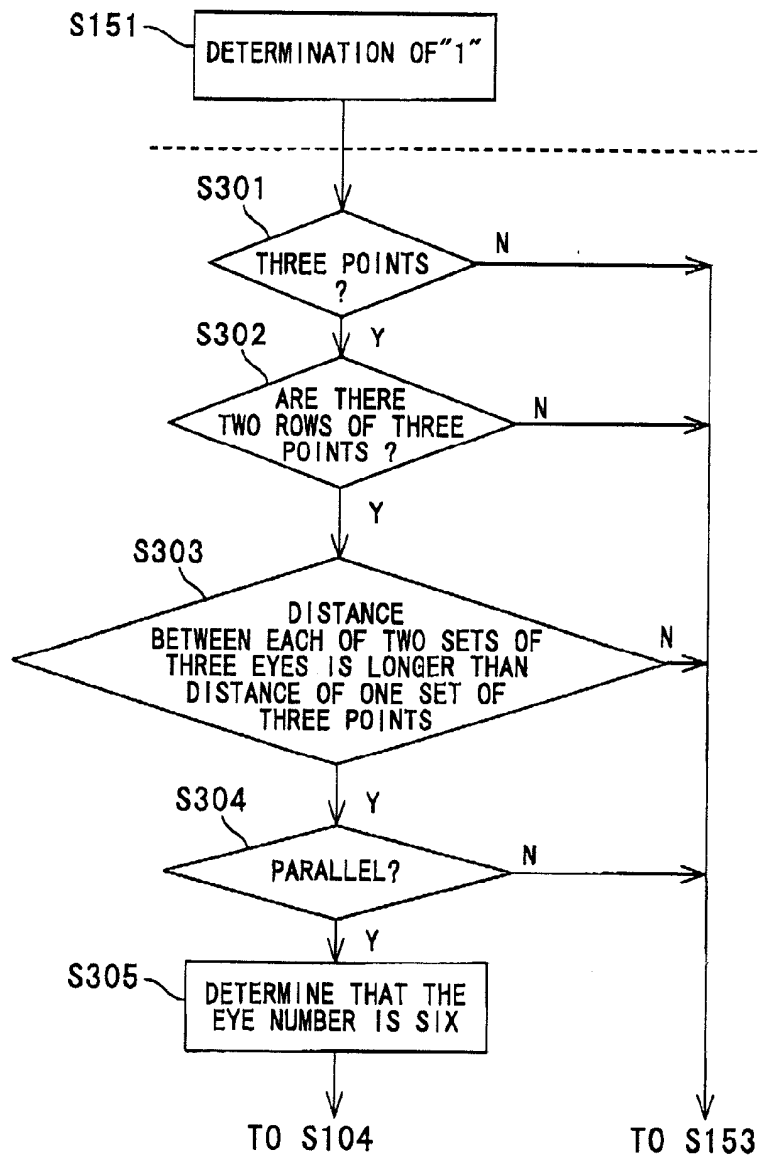 S151
DETERMINATION OF "1"
S301
THREE POINTS
?
N
Y
S302
ARE THERE
TWO ROWS OF THREE
POINTS ?
N
Y
S303
DISTANCE
BETWEEN EACH OF TWO SETS OF
THREE EYES IS LONGER THAN
DISTANCE OF ONE SET OF
THREE POINTS
N
Y
S304
PARALLEL?
N
Y
S305
DETERMINE THAT THE
EYE NUMBER IS SIX
TO S104
TO S153